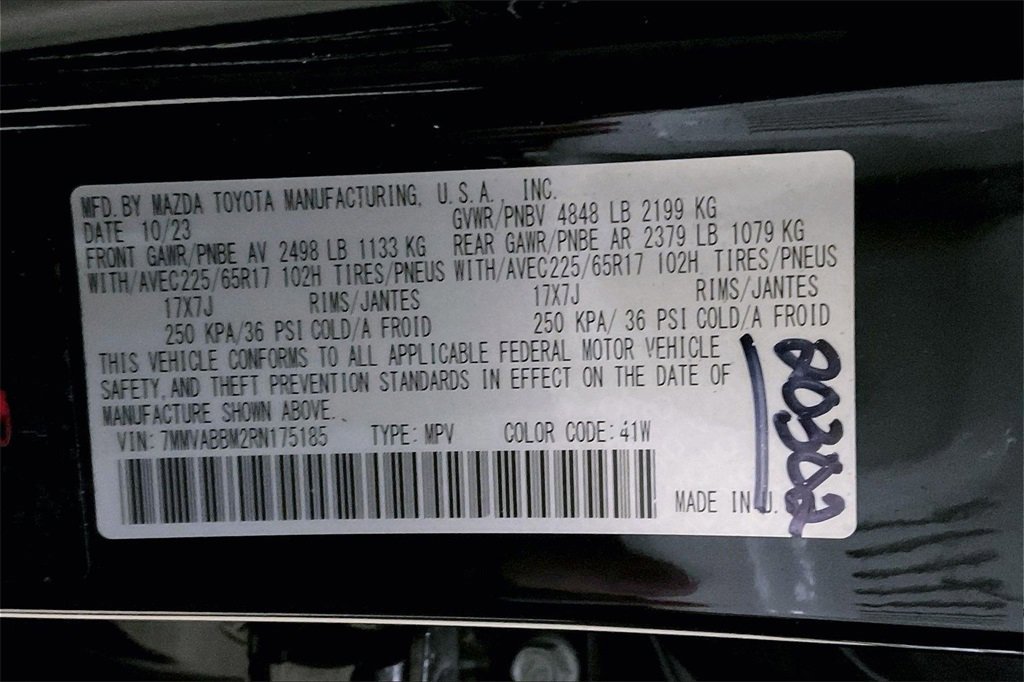 MFD. BY MAZDA TOYOTA MANUFACTURING, U.S.A., INC.
DATE 10/23 GVWR/PNBV 4848 LB 2199 KG
FRONT GAWR/PNBE AV 2498 LB 1133 KG REAR GAWR/PNBE AR 2379 LB 1079 KG
WITH/AVEC225/65R17 102H TIRES/PNEUS WITH/AVEC225/65R17 102H TIRES/PNEUS
17X7J RIMS/JANTES 17X7J RIMS/JANTES
250 KPA/36 PSI COLD/A FROID 250 KPA/ 36 PSI COLD/A FROID
THIS VEHICLE CONFORMS TO ALL APPLICABLE FEDERAL MOTOR VEHICLE
SAFETY, AND THEFT PREVENTION STANDARDS IN EFFECT ON THE DATE OF
MANUFACTURE SHOWN ABOVE.
VIN: 7MMVABBM2RN175185 TYPE: MPV COLOR CODE: 41W
MADE IN U.